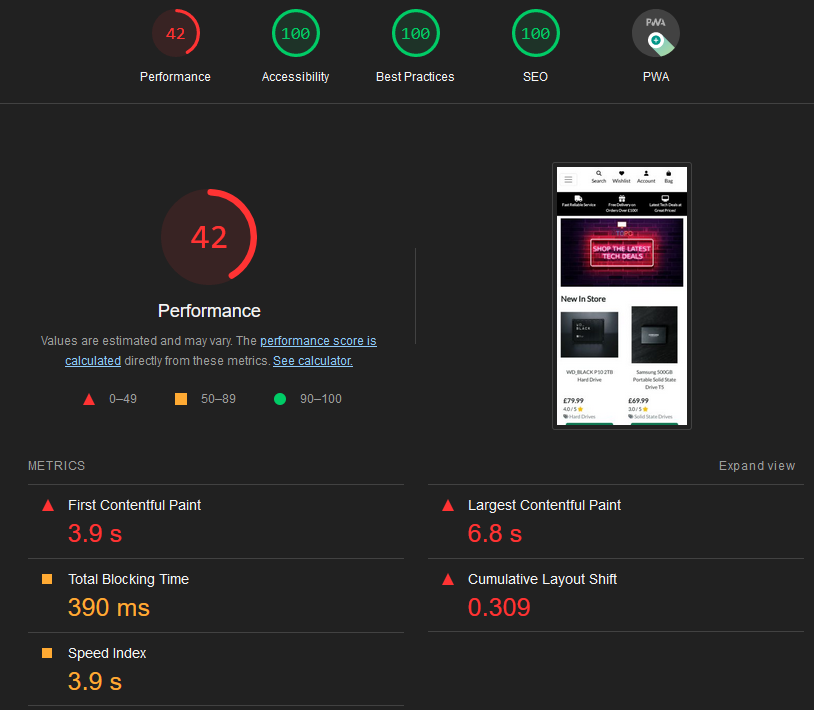 42
100
100
100
PWA
Performance
Accessibility
Best Practices
SEO
PWA
42
Performance
Values are estimated and may vary. The performance score is
calculated directly from these metrics. See calculator.
0–49
50–89
90–100
Search Wishlist Account Bag
Fast Reliable Service
Free Delivery on
Orders Over £100!
Latest Tech Deals at
Great Prices!
SHOP THE LATEST
TECH DEALS
New In Store
WD_BLACK P10 2TB
Hard Drive
£79.99
4.0 / 5
Hard Drives
Samsung 500GB
Portable Solid State
Drive T5
£69.99
3.0 / 5
Solid State Drives
METRICS
Expand view
First Contentful Paint
3.9 s
Largest Contentful Paint
6.8 s
Total Blocking Time
390 ms
Cumulative Layout Shift
0.309
Speed Index
3.9 s